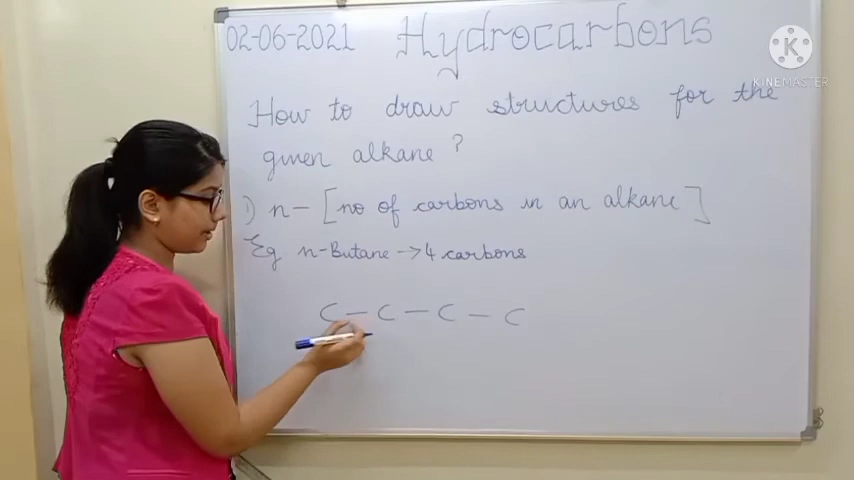 02-06-2021 Hydrocarbons
K
KINEMASTER
How to draw structures for the
given alkane ?
1) n - [no of carbons in an alkane]
Eg n-Butane → 4 carbons
C - C - C - C